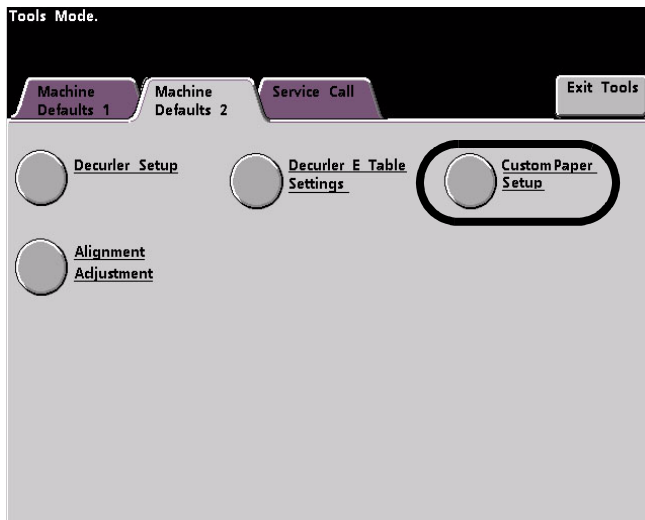 Tools Mode.
Machine
Defaults 1
Machine
Defaults 2
Service Call
Exit Tools
Decurler Setup
Decurler E Table
Settings
Custom Paper
Setup
Alignment
Adjustment